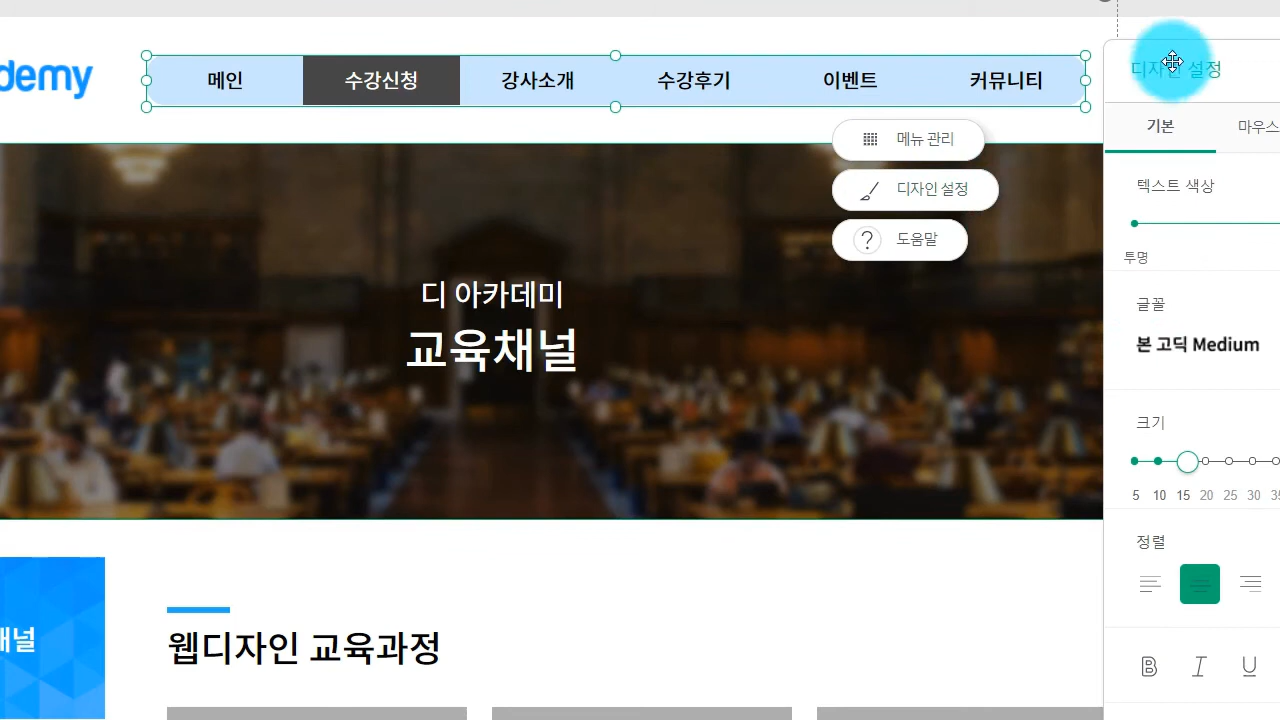 demy
메인 수강신청 강사소개 수강후기 이벤트 커뮤니티
디자인 설정
기본 마우스
메뉴 관리
디자인 설정
? 도움말
텍스트 색상
투명
글꼴
본 고딕 Medium
크기
5 10 15 20 25 30 35
정렬
B I U
디 아카데미
교육채널
채널
웹디자인 교육과정